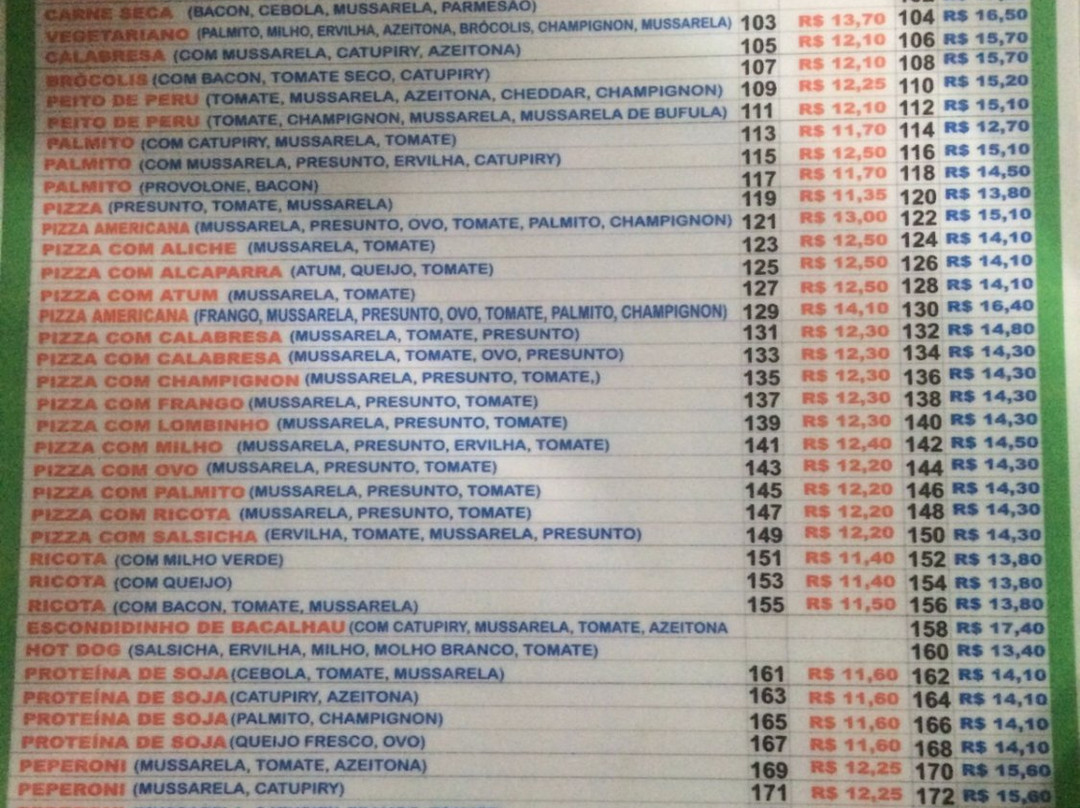 CARNE SECA (BACON, CEBOLA, MUSSARELA, PARMESÃO)
VEGETARIANO (PALMITO, MILHO, ERVILHA, AZEITONA, BRÓCOLIS, CHAMPIGNON, MUSSARELA) 103 R$ 13,70 104 R$ 16,50
CALABRESA (COM MUSSARELA, CATUPIRY, AZEITONA) 105 R$ 12,10 106 R$ 15,70
BRÓCOLIS (COM BACON, TOMATE SECO, CATUPIRY) 107 R$ 12,10 108 R$ 15,70
PEITO DE PERU (TOMATE, MUSSARELA, AZEITONA, CHEDDAR, CHAMPIGNON) 109 R$ 12,25 110 R$ 15,20
PEITO DE PERU (TOMATE, CHAMPIGNON, MUSSARELA, MUSSARELA DE BUFULA) 111 R$ 12,10 112 R$ 15,10
PALMITO (COM CATUPIRY, MUSSARELA, TOMATE) 113 R$ 11,70 114 R$ 12,70
PALMITO (COM MUSSARELA, PRESUNTO, ERVILHA, CATUPIRY) 115 R$ 12,50 116 R$ 15,10
PALMITO (PROVOLONE, BACON) 117 R$ 11,70 118 R$ 14,50
PIZZA (PRESUNTO, TOMATE, MUSSARELA) 119 R$ 11,35 120 R$ 13,80
PIZZA AMERICANA (MUSSARELA, PRESUNTO, OVO, TOMATE, PALMITO, CHAMPIGNON) 121 R$ 13,00 122 R$ 15,10
PIZZA COM ALICHE (MUSSARELA, TOMATE) 123 R$ 12,50 124 R$ 14,10
PIZZA COM ALCAPARRA (ATUM, QUEIJO, TOMATE) 125 R$ 12,50 126 R$ 14,10
PIZZA COM ATUM (MUSSARELA, TOMATE) 127 R$ 12,50 128 R$ 14,10
PIZZA AMERICANA (FRANGO, MUSSARELA, PRESUNTO, OVO, TOMATE, PALMITO, CHAMPIGNON) 129 R$ 14,10 130 R$ 16,40
PIZZA COM CALABRESA (MUSSARELA, TOMATE, PRESUNTO) 131 R$ 12,30 132 R$ 14,80
PIZZA COM CALABRESA (MUSSARELA, TOMATE, OVO, PRESUNTO) 133 R$ 12,30 134 R$ 14,30
PIZZA COM CHAMPIGNON (MUSSARELA, PRESUNTO, TOMATE,) 135 R$ 12,30 136 R$ 14,30
PIZZA COM FRANGO (MUSSARELA, PRESUNTO, TOMATE) 137 R$ 12,30 138 R$ 14,30
PIZZA COM LOMBINHO (MUSSARELA, PRESUNTO, TOMATE) 139 R$ 12,30 140 R$ 14,30
PIZZA COM MILHO (MUSSARELA, PRESUNTO, ERVILHA, TOMATE) 141 R$ 12,40 142 R$ 14,50
PIZZA COM OVO (MUSSARELA, PRESUNTO, TOMATE) 143 R$ 12,20 144 R$ 14,30
PIZZA COM PALMITO (MUSSARELA, PRESUNTO, TOMATE) 145 R$ 12,20 146 R$ 14,30
PIZZA COM RICOTA (MUSSARELA, PRESUNTO, TOMATE) 147 R$ 12,20 148 R$ 14,30
PIZZA COM SALSICHA (ERVILHA, TOMATE, MUSSARELA, PRESUNTO) 149 R$ 12,20 150 R$ 14,30
RICOTA (COM MILHO VERDE) 151 R$ 11,40 152 R$ 13,80
RICOTA (COM QUEIJO) 153 R$ 11,40 154 R$ 13,80
RICOTA (COM BACON, TOMATE, MUSSARELA) 155 R$ 11,50 156 R$ 13,80
ESCONDIDINHO DE BACALHAU (COM CATUPIRY, MUSSARELA, TOMATE, AZEITONA 158 R$ 17,40
HOT DOG (SALSICHA, ERVILHA, MILHO, MOLHO BRANCO, TOMATE) 160 R$ 13,40
PROTEÍNA DE SOJA (CEBOLA, TOMATE, MUSSARELA) 161 R$ 11,60 162 R$ 14,10
PROTEÍNA DE SOJA (CATUPIRY, AZEITONA) 163 R$ 11,60 164 R$ 14,10
PROTEÍNA DE SOJA (PALMITO, CHAMPIGNON) 165 R$ 11,60 166 R$ 14,10
PROTEÍNA DE SOJA (QUEIJO FRESCO, OVO) 167 R$ 11,60 168 R$ 14,10
PEPERONI (MUSSARELA, TOMATE, AZEITONA) 169 R$ 12,25 170 R$ 15,60
PEPERONI (MUSSARELA, CATUPIRY) 171 R$ 12,25 172 R$ 15,60